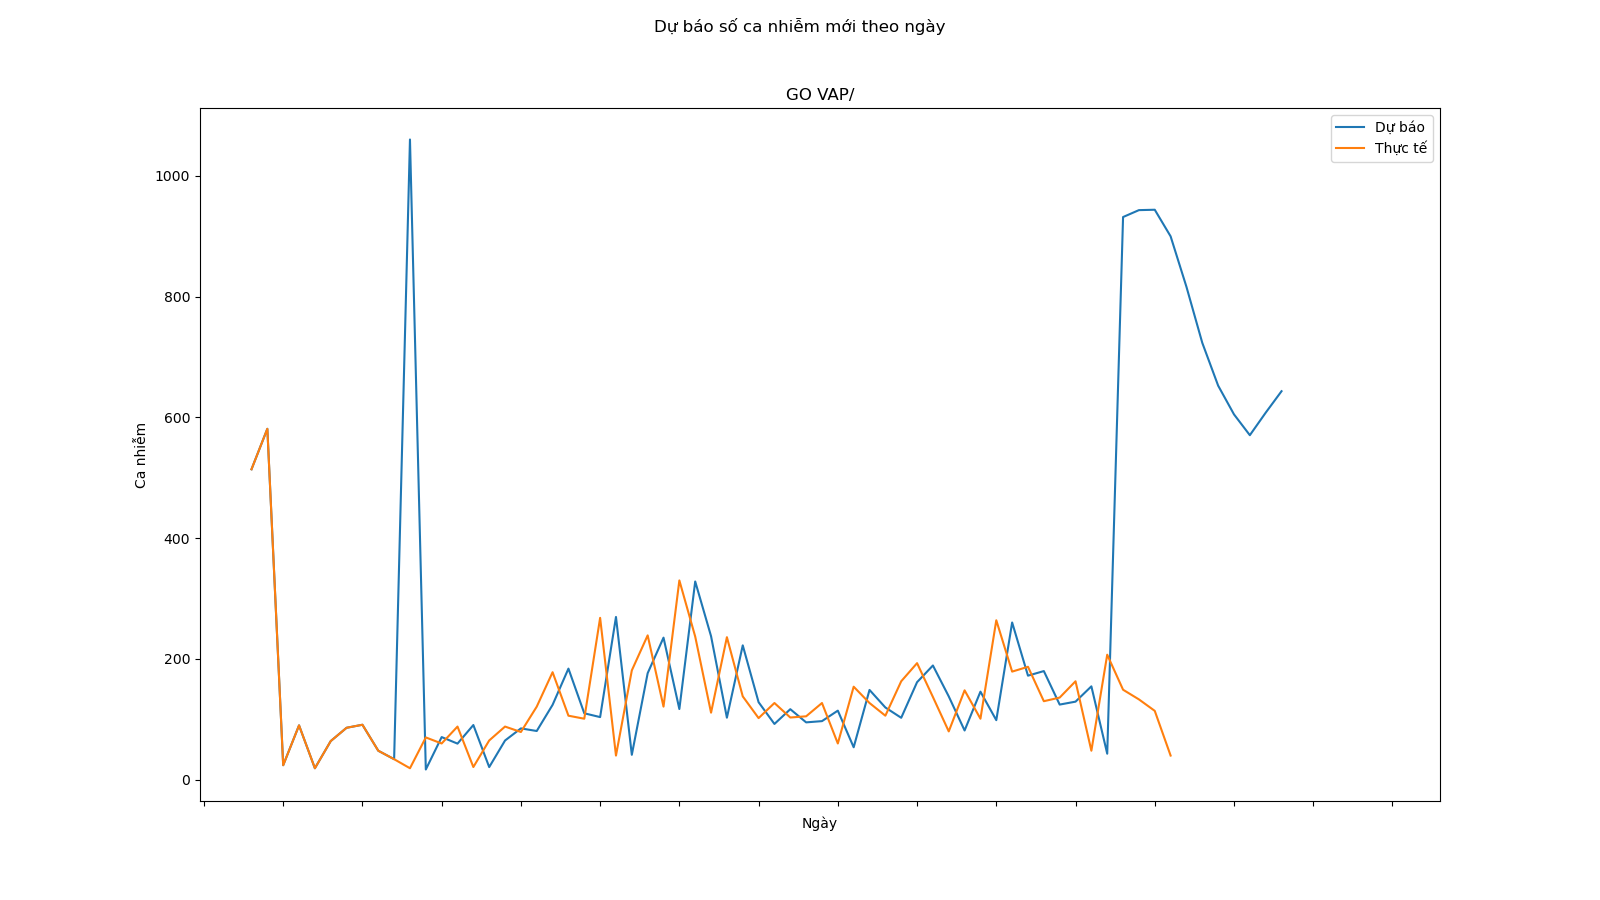 Dự báo số ca nhiễm mới theo ngày
GO VAP/
Dự báo
Thực tế
1000
800
600
400
200
0
Ca nhiễm
Ngày